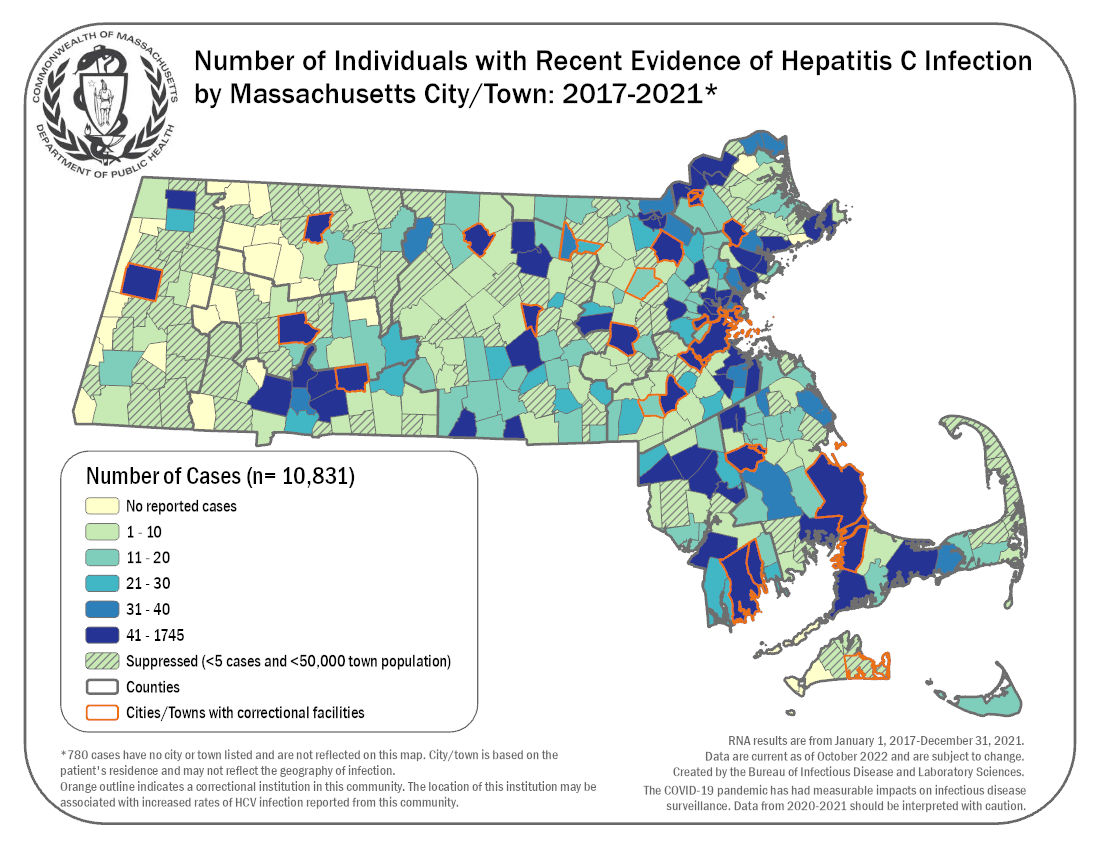 COMMONWEALTH OF MASSACHUSETTS
DEPARTMENT OF PUBLIC HEALTH
Number of Individuals with Recent Evidence of Hepatitis C Infection
by Massachusetts City/Town: 2017-2021*
Number of Cases (n= 10,831)
No reported cases
1 - 10
11 - 20
21 - 30
31 - 40
41 - 1745
Suppressed (<5 cases and <50,000 town population)
Counties
Cities/Towns with correctional facilities
*780 cases have no city or town listed and are not reflected on this map. City/town is based on the
patient's residence and may not reflect the geography of infection.
Orange outline indicates a correctional institution in this community. The location of this institution may be
associated with increased rates of HCV infection reported from this community.
RNA results are from January 1, 2017-December 31, 2021.
Data are current as of October 2022 and are subject to change.
Created by the Bureau of Infectious Disease and Laboratory Sciences.
The COVID-19 pandemic has had measurable impacts on infectious disease
surveillance. Data from 2020-2021 should be interpreted with caution.